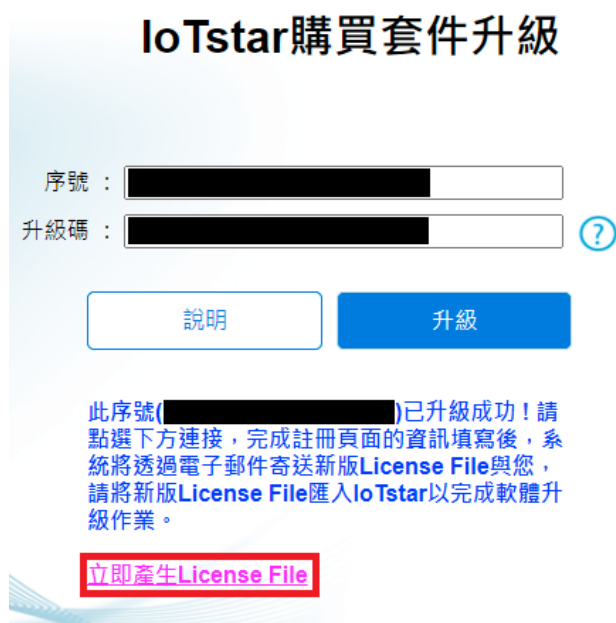 IoTstar購買套件升級
序號 :
升級碼 :
?
說明 升級
此序號( )已升級成功!請
點選下方連接,完成註冊頁面的資訊填寫後,系
統將透過電子郵件寄送新版License File與您,
請將新版License File匯入IoTstar以完成軟體升
級作業。
立即產生License File